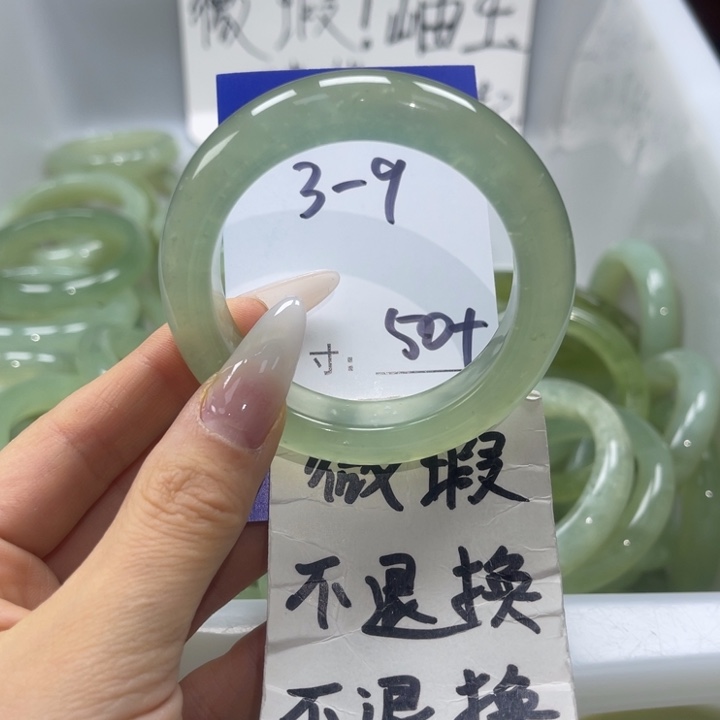 微瑕!岫玉
3-9
寸: 50+
微瑕
不退换
不退换